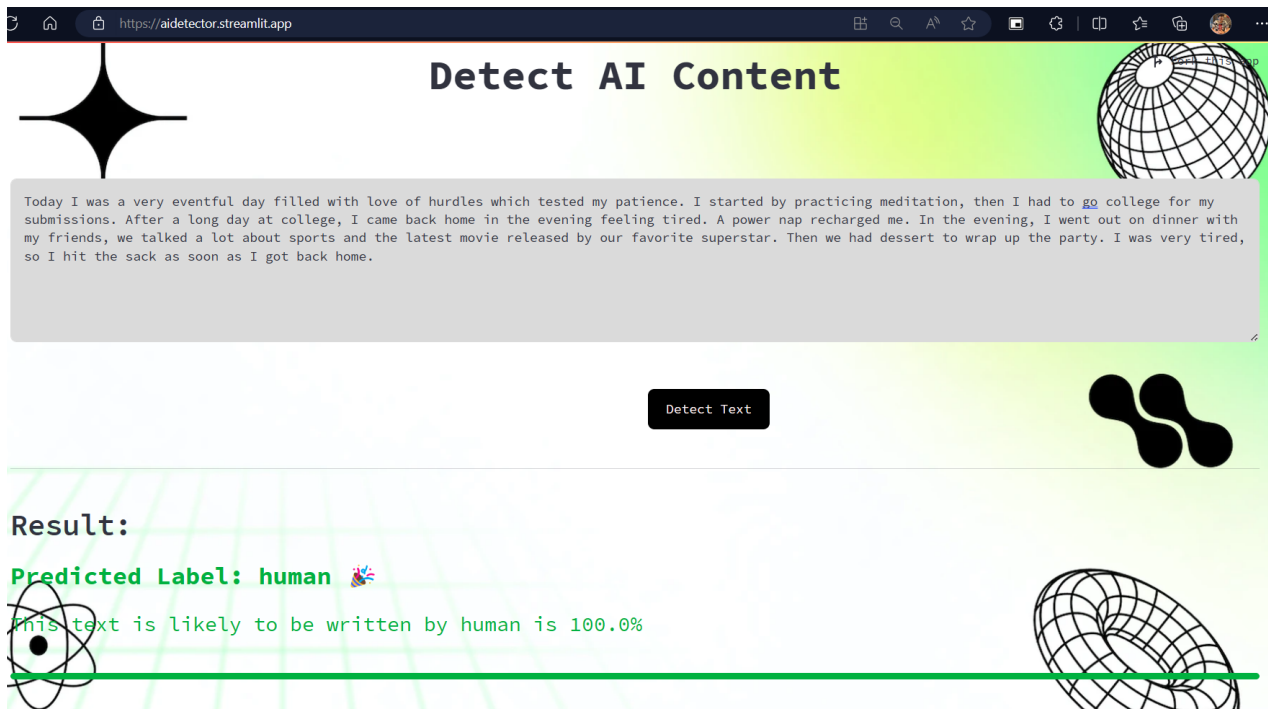 https://aidetector.streamlit.app
Fork this app
Detect AI Content
Today I was a very eventful day filled with love of hurdles which tested my patience. I started by practicing meditation, then I had to go college for my
submissions. After a long day at college, I came back home in the evening feeling tired. A power nap recharged me. In the evening, I went out on dinner with
my friends, we talked a lot about sports and the latest movie released by our favorite superstar. Then we had dessert to wrap up the party. I was very tired,
so I hit the sack as soon as I got back home.
Detect Text
Result:
Predicted Label: human 🎉
This text is likely to be written by human is 100.0%